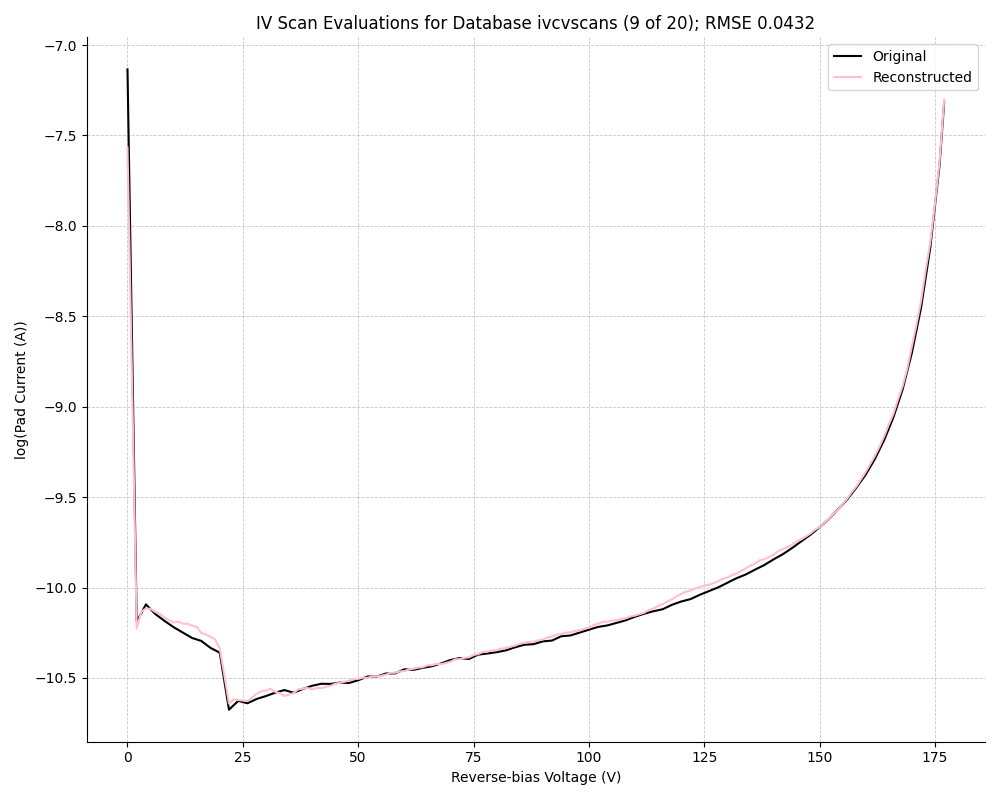 IV Scan Evaluations for Database ivcvscans (9 of 20); RMSE 0.0432
Original
Reconstructed
log(Pad Current (A))
−7.0
−7.5
−8.0
−8.5
−9.0
−9.5
−10.0
−10.5
0 25 50 75 100 125 150 175
Reverse-bias Voltage (V)